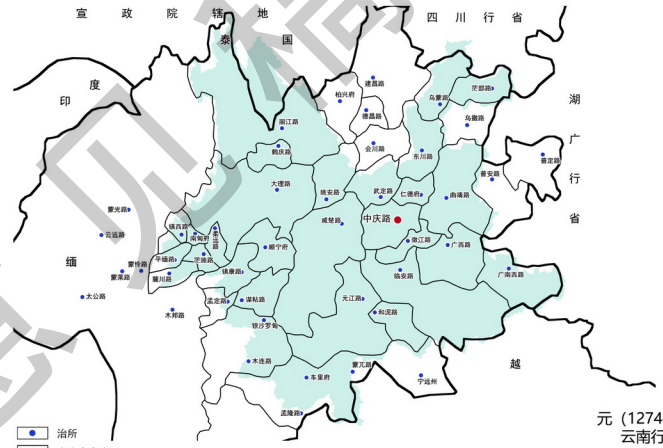 宣 政 院 辖 地
四 川 行 省
泰 国
印 度
建昌路
柏兴府
德昌路
乌蒙路
茫部路
乌撒路
湖 广 行 省
丽江路
鹤庆路
会川路
东川路
普定路
普安路
大理路
姚安路
武定路
仁德府
曲靖路
蒙光路
威楚路
中庆路
云远路
镇西路
南甸府
顺宁府
澂江路
广西路
缅
平缅路
茫施路
蒙怜路
蒙莱路
麓川路
镇康路
临安路
广南西路
太公路
孟定路
谋粘路
元江路
木邦路
和泥路
银沙罗甸
木连路
蒙兀路
越
车里府
宁远州
孟隆路
元（1274
治所
云南行